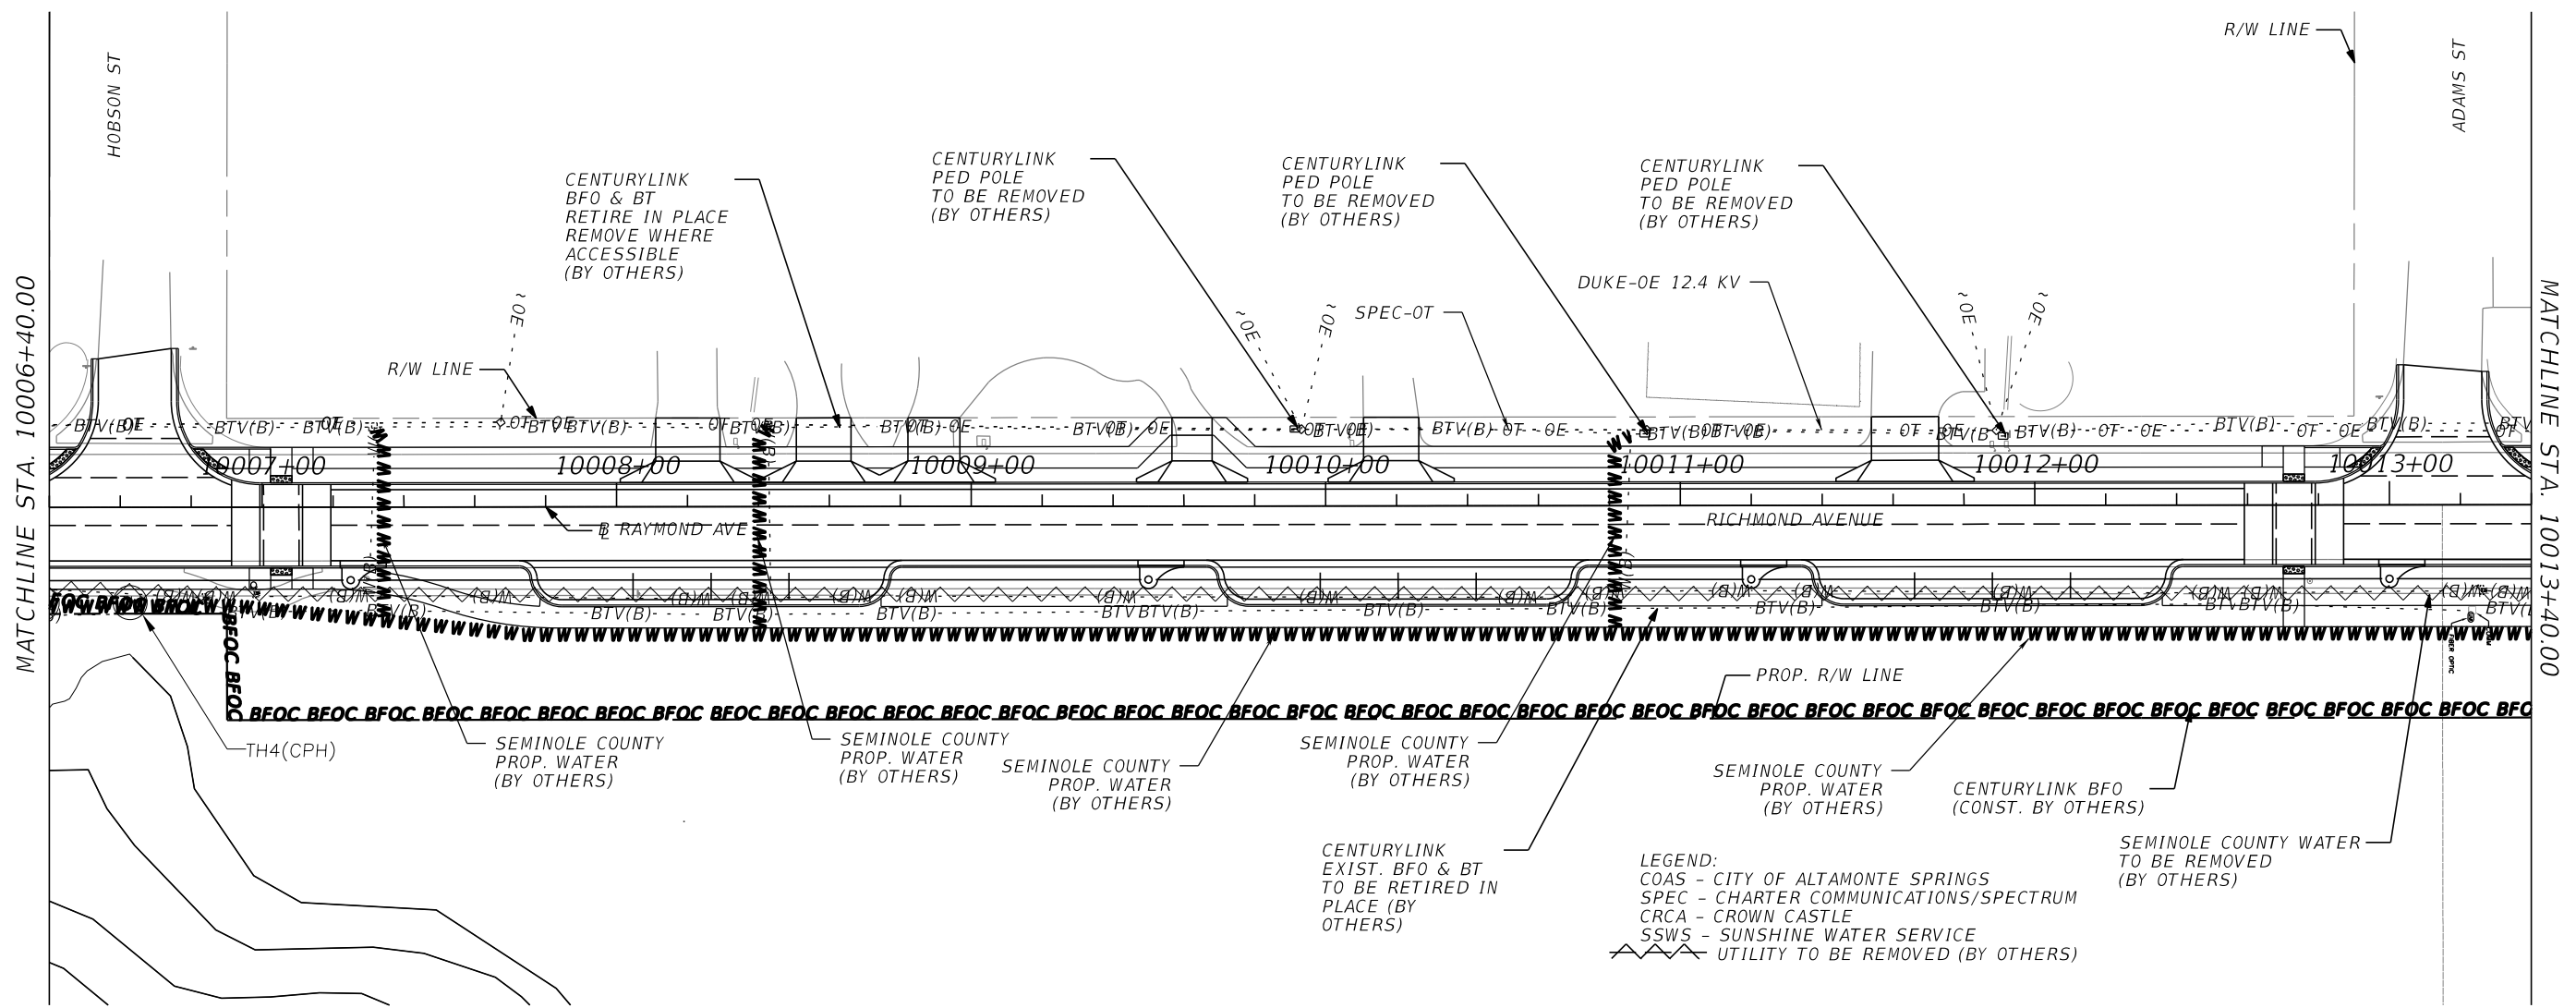 R/W LINE
HOBSON ST
ADAMS ST
CENTURYLINK
BFO & BT
RETIRE IN PLACE
REMOVE WHERE
ACCESSIBLE
(BY OTHERS)
CENTURYLINK
PED POLE
TO BE REMOVED
(BY OTHERS)
CENTURYLINK
PED POLE
TO BE REMOVED
(BY OTHERS)
CENTURYLINK
PED POLE
TO BE REMOVED
(BY OTHERS)
DUKE-OE 12.4 KV
SPEC-OT
~OE
~OE
~OE
~OE
~OE
R/W LINE
MATCHLINE STA. 10006+40.00
MATCHLINE STA. 10013+40.00
10007+00
10008+00
10009+00
10010+00
10011+00
10012+00
10013+00
RAYMOND AVE
RICHMOND AVENUE
PROP. R/W LINE
TH4(CPH)
SEMINOLE COUNTY
PROP. WATER
(BY OTHERS)
SEMINOLE COUNTY
PROP. WATER
(BY OTHERS)
SEMINOLE COUNTY
PROP. WATER
(BY OTHERS)
SEMINOLE COUNTY
PROP. WATER
(BY OTHERS)
SEMINOLE COUNTY
PROP. WATER
(BY OTHERS)
CENTURYLINK BFO
(CONST. BY OTHERS)
SEMINOLE COUNTY WATER
TO BE REMOVED
(BY OTHERS)
CENTURYLINK
EXIST. BFO & BT
TO BE RETIRED IN
PLACE (BY
OTHERS)
LEGEND:
COAS - CITY OF ALTAMONTE SPRINGS
SPEC - CHARTER COMMUNICATIONS/SPECTRUM
CRCA - CROWN CASTLE
SSWS - SUNSHINE WATER SERVICE
UTILITY TO BE REMOVED (BY OTHERS)